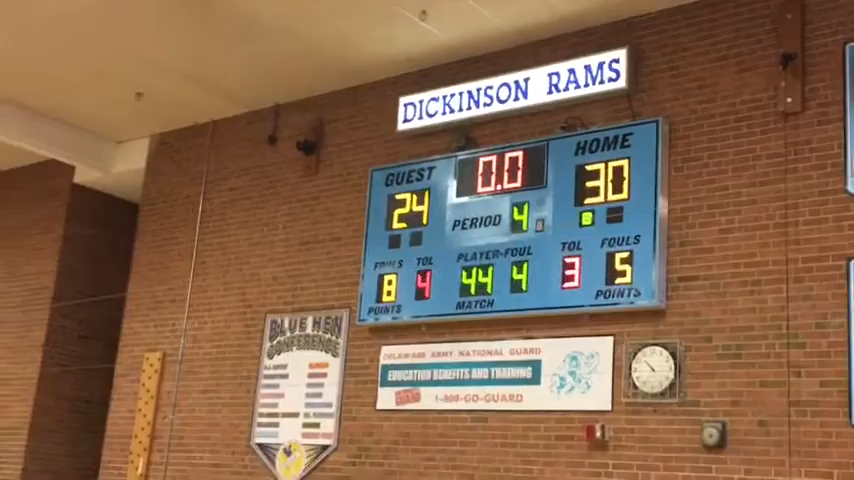 DICKINSON RAMS
GUEST 0.0 HOME
24 30
PERIOD 4
B
FOULS TOL PLAYER-FOUL TOL FOULS
8 4 44 4 3 5
POINTS MATCH POINTS
BLUE HEN
CONFERENCE
DELAWARE ARMY NATIONAL GUARD
EDUCATION BENEFITS AND TRAINING
1-800-GO-GUARD